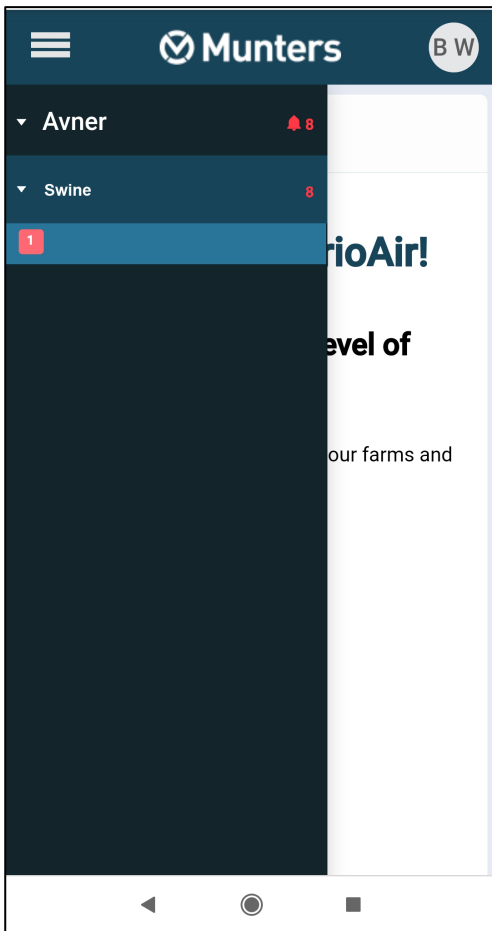 Munters
B W
Avner 8
Swine 8
1
rioAir!
evel of
our farms and